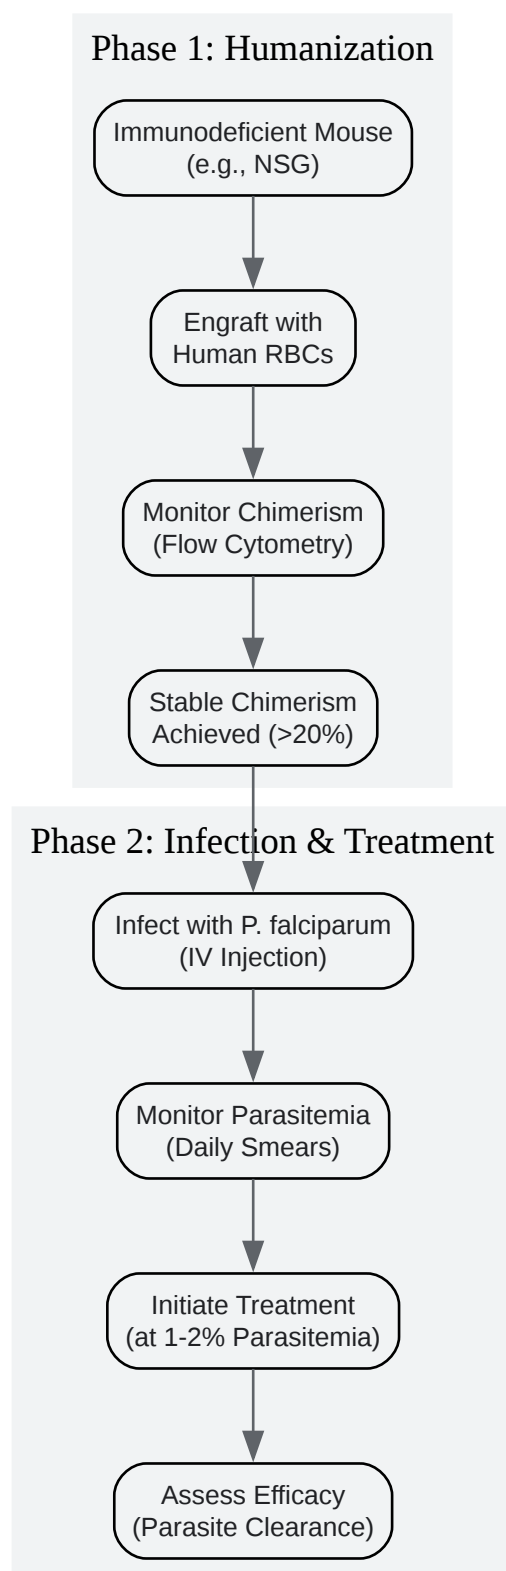 Phase 1: Humanization
Immunodeficient Mouse
(e.g., NSG)
Engraft with
Human RBCs
Monitor Chimerism
(Flow Cytometry)
Stable Chimerism
Achieved (>20%)
Phase 2: Infection & Treatment
Infect with P. falciparum
(IV Injection)
Monitor Parasitemia
(Daily Smears)
Initiate Treatment
(at 1-2% Parasitemia)
Assess Efficacy
(Parasite Clearance)